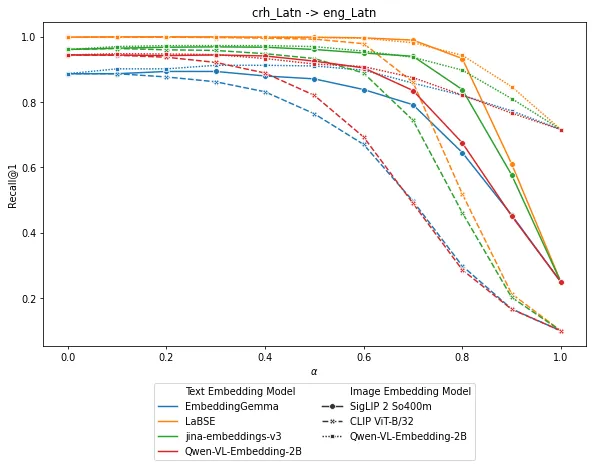 crh_Latn -> eng_Latn
1.0
0.8
0.6
0.4
0.2
Recall@1
0.0 0.2 0.4 0.6 0.8 1.0
α
Text Embedding Model Image Embedding Model
EmbeddingGemma SigLIP 2 So400m
LaBSE CLIP ViT-B/32
jina-embeddings-v3 Qwen-VL-Embedding-2B
Qwen-VL-Embedding-2B